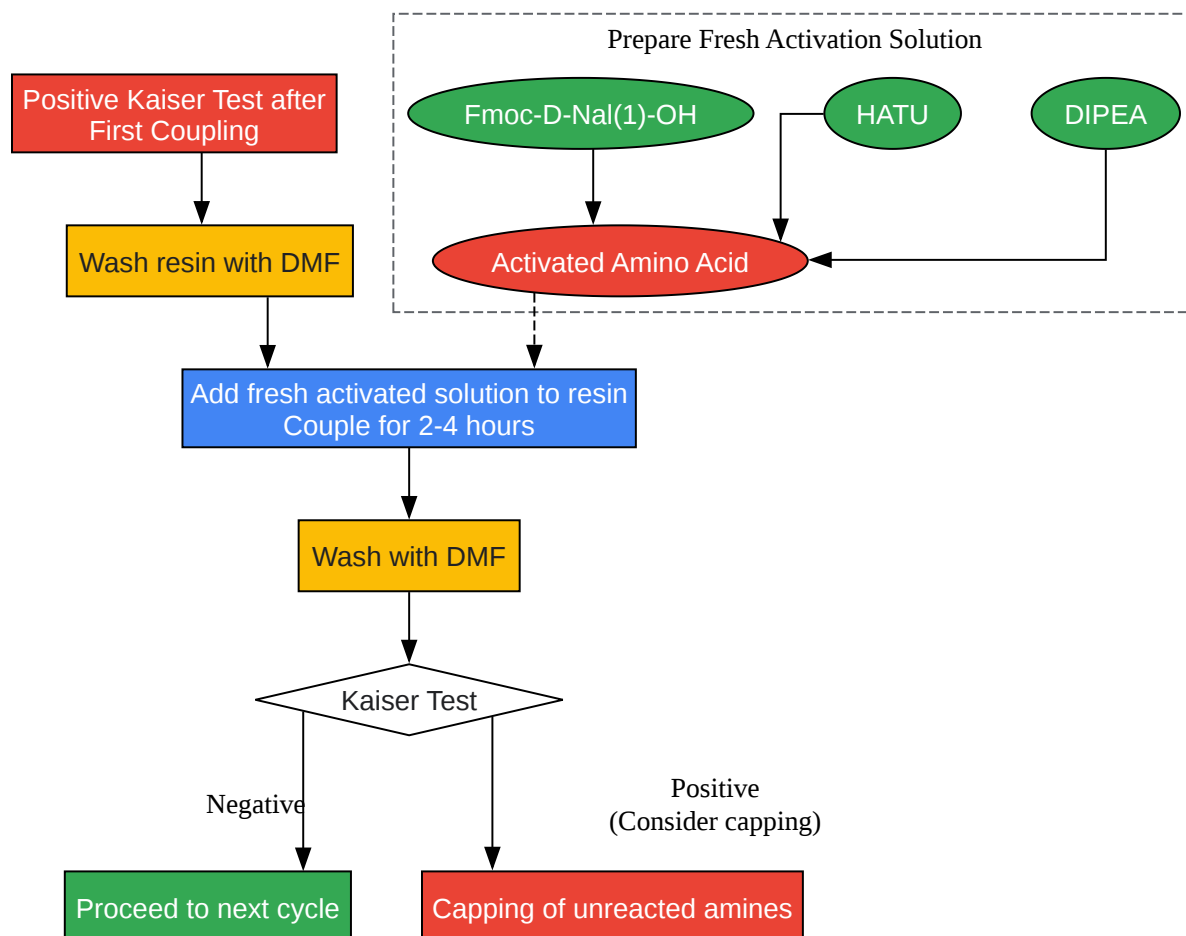 Prepare Fresh Activation Solution
Positive Kaiser Test after
First Coupling
Fmoc-D-Nal(1)-OH
HATU
DIPEA
Wash resin with DMF
Activated Amino Acid
Add fresh activated solution to resin
Couple for 2-4 hours
Wash with DMF
Kaiser Test
Negative
Positive
(Consider capping)
Proceed to next cycle
Capping of unreacted amines